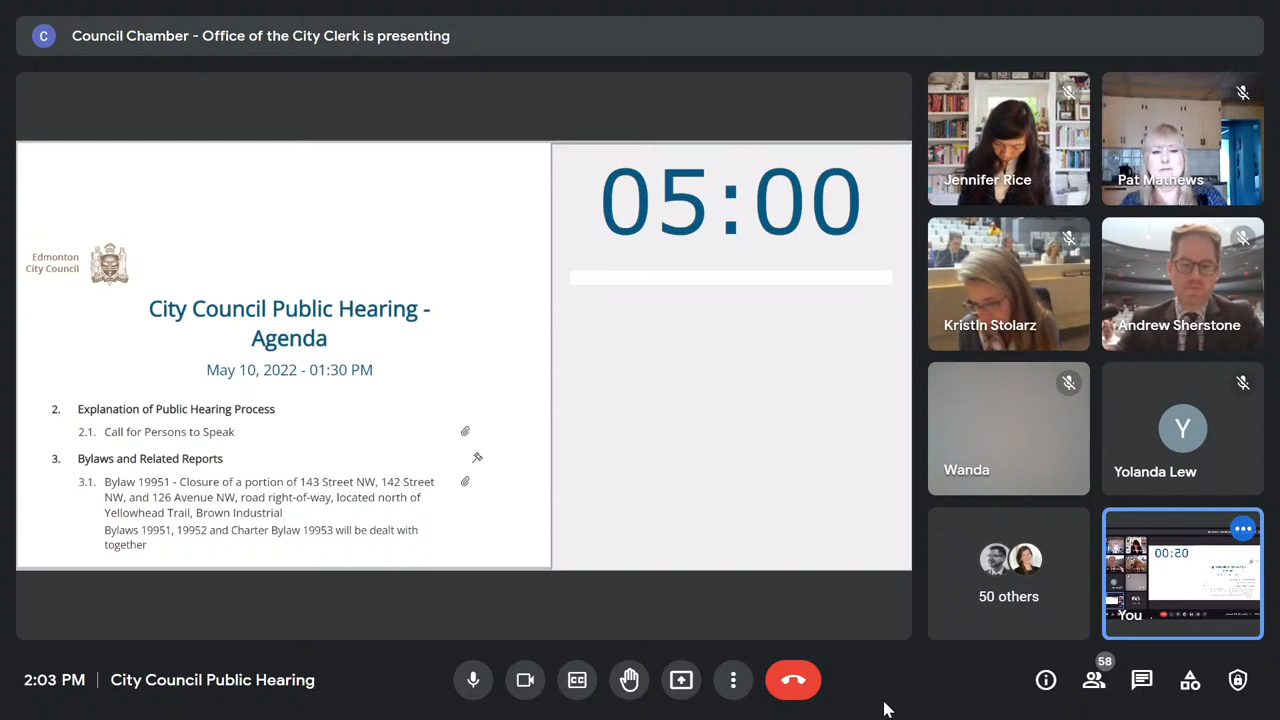 C
Council Chamber - Office of the City Clerk is presenting
Edmonton
City Council
City Council Public Hearing -
Agenda
May 10, 2022 - 01:30 PM
2. Explanation of Public Hearing Process
2.1. Call for Persons to Speak
3. Bylaws and Related Reports
3.1. Bylaw 19951 - Closure of a portion of 143 Street NW, 142 Street
NW, and 126 Avenue NW, road right-of-way, located north of
Yellowhead Trail, Brown Industrial
Bylaws 19951, 19952 and Charter Bylaw 19953 will be dealt with
together
05:00
Jennifer Rice
Pat Mathews
Kristin Stolarz
Andrew Sherstone
Wanda
Y
Yolanda Lew
50 others
You
2:03 PM | City Council Public Hearing
58